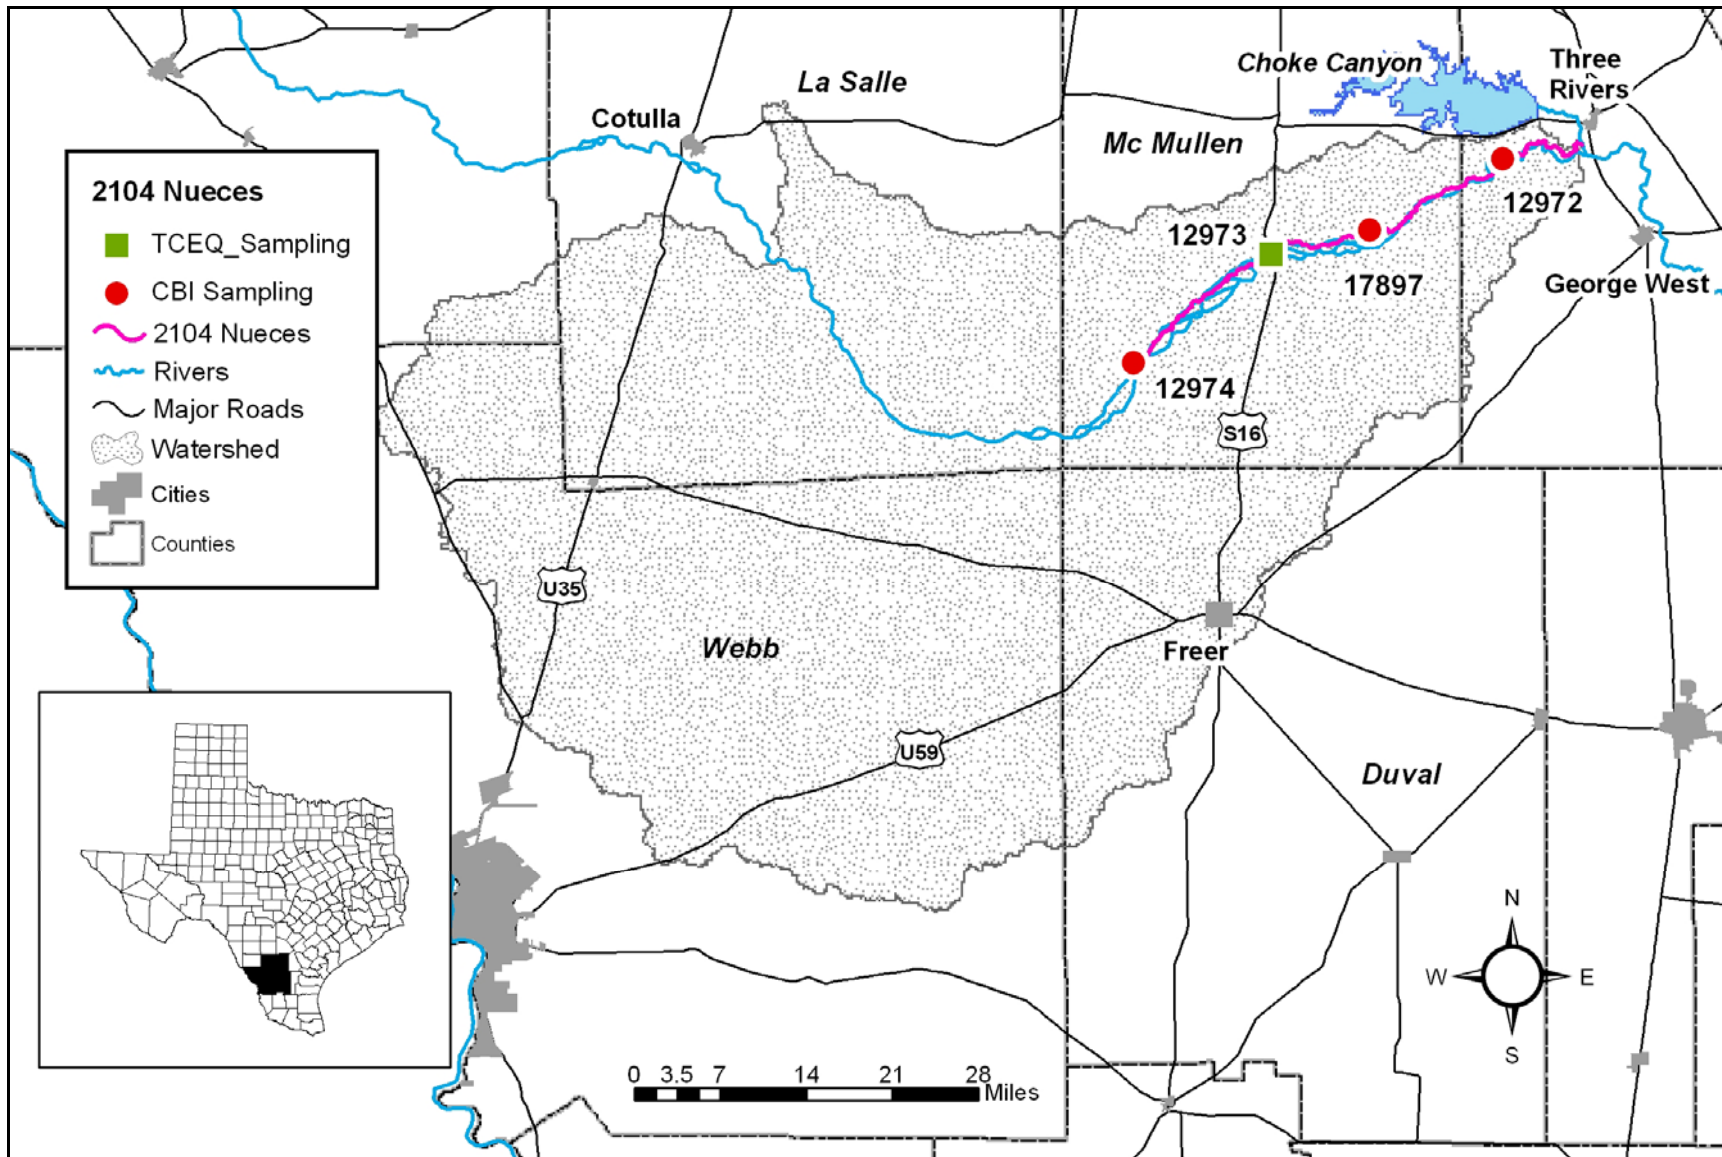 La Salle
Choke Canyon
Three
Rivers
Cotulla
Mc Mullen
2104 Nueces
TCEQ_Sampling
CBI Sampling
2104 Nueces
Rivers
Major Roads
Watershed
Cities
Counties
12972
12973
17897
George West
12974
S16
U35
Webb
Freer
U59
Duval
N
W
E
S
0 3.5 7 14 21 28
Miles